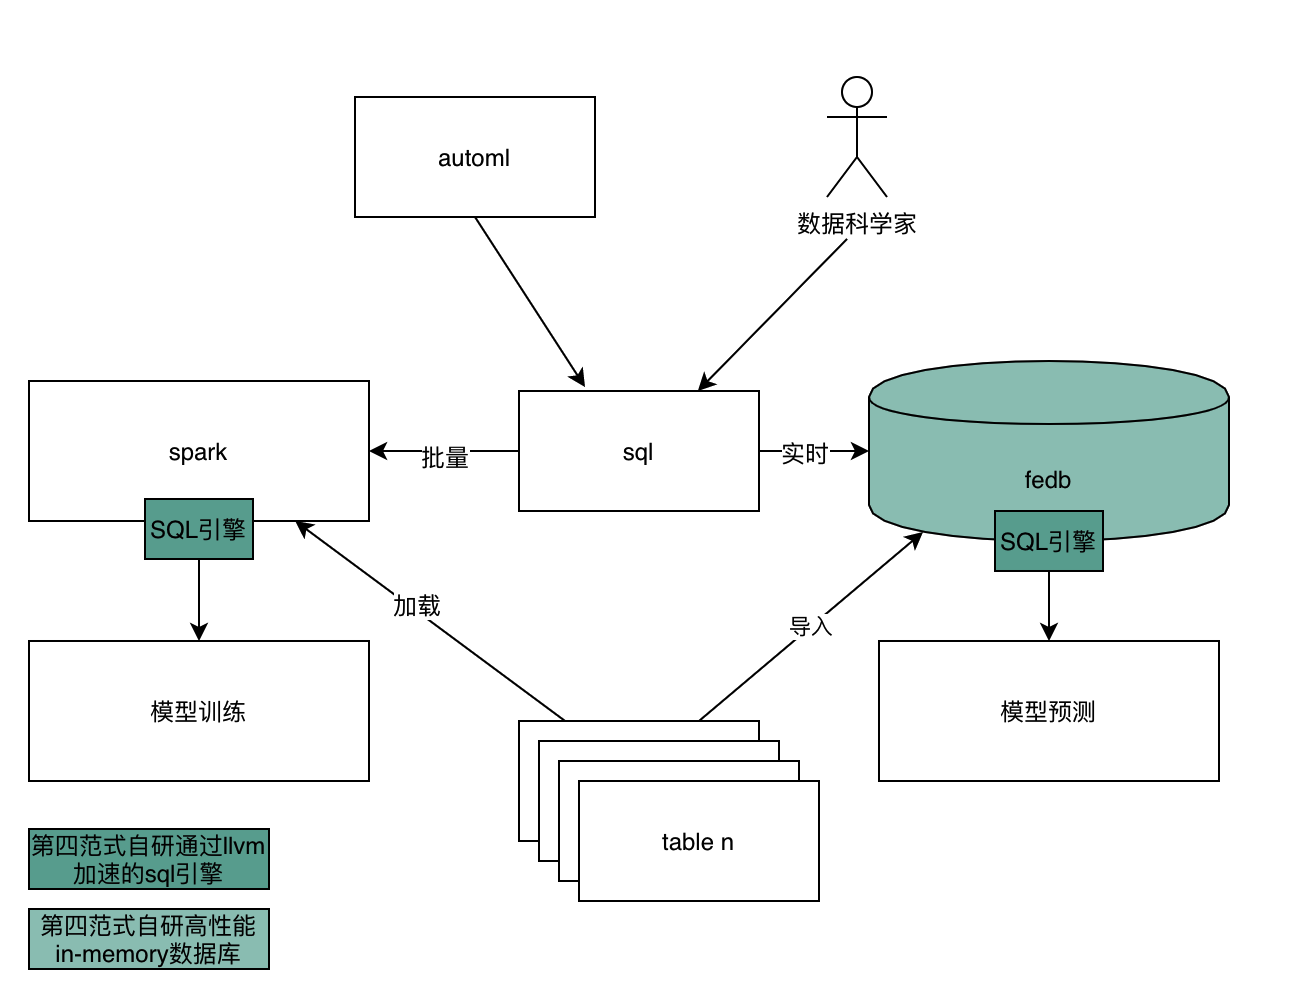 automl
数据科学家
spark
批量
sql
实时
fedb
SQL引擎
SQL引擎
加载
导入
模型训练
模型预测
table n
第四范式自研通过llvm
加速的sql引擎
第四范式自研高性能
in-memory数据库